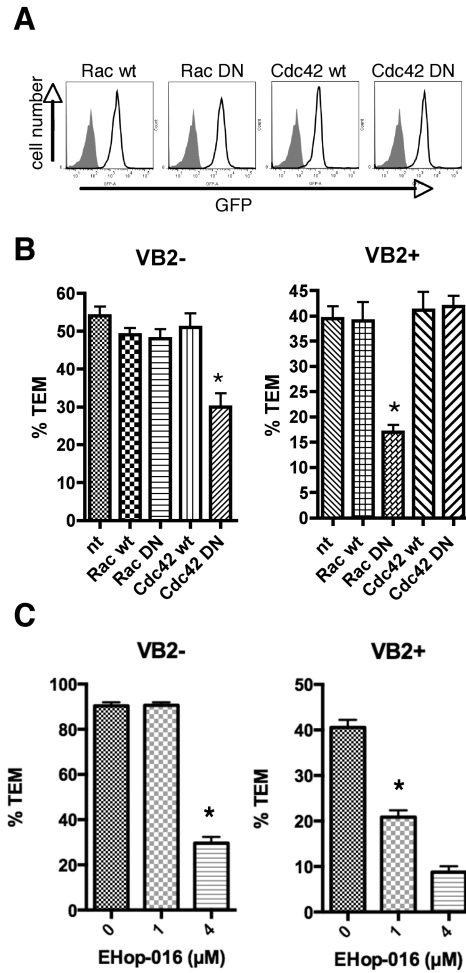 A
Rac wt Rac DN Cdc42 wt Cdc42 DN
cell number
GFP
B
VB2- VB2+
% TEM
60
50
40
30
20
10
0
*
nt Rac wt Rac DN Cdc42 wt Cdc42 DN
% TEM
45
40
35
30
25
20
15
10
5
0
*
nt Rac wt Rac DN Cdc42 wt Cdc42 DN
C
VB2- VB2+
% TEM
100
80
60
40
20
0
*
0 1 4
EHop-016 (µM)
% TEM
50
40
30
20
10
0
*
0 1 4
EHop-016 (µM)